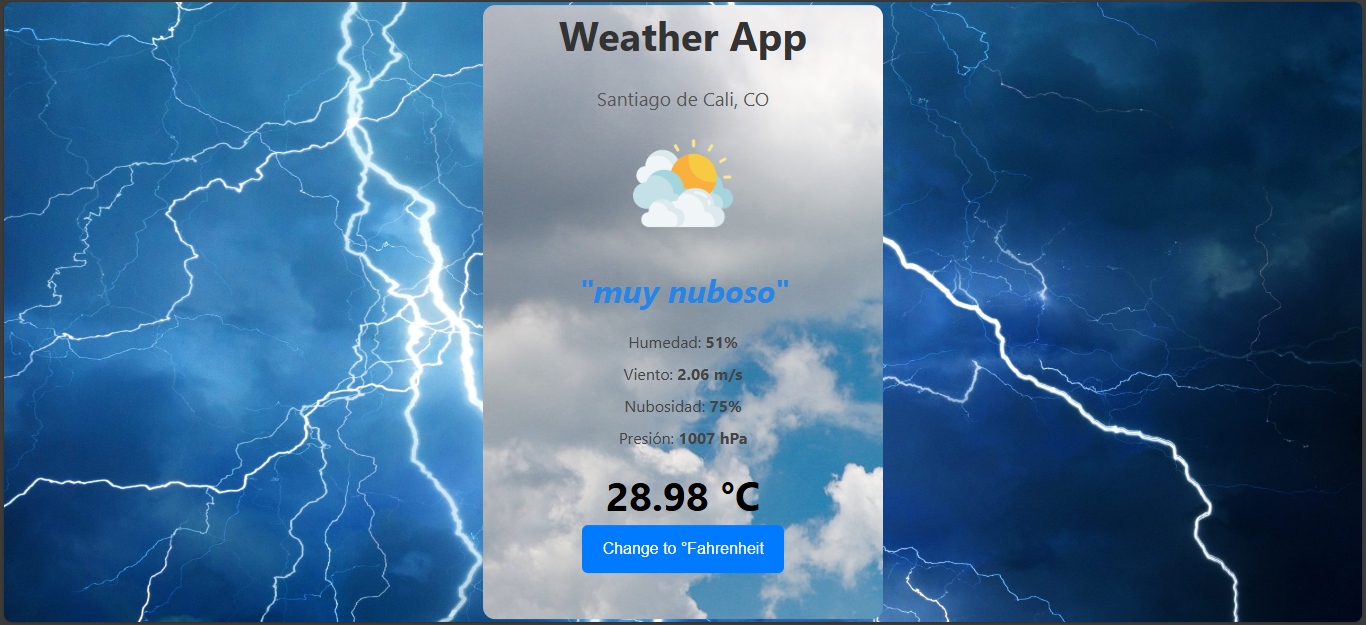 Weather App
Santiago de Cali, CO
"muy nuboso"
Humedad: 51%
Viento: 2.06 m/s
Nubosidad: 75%
Presión: 1007 hPa
28.98 °C
Change to °Fahrenheit